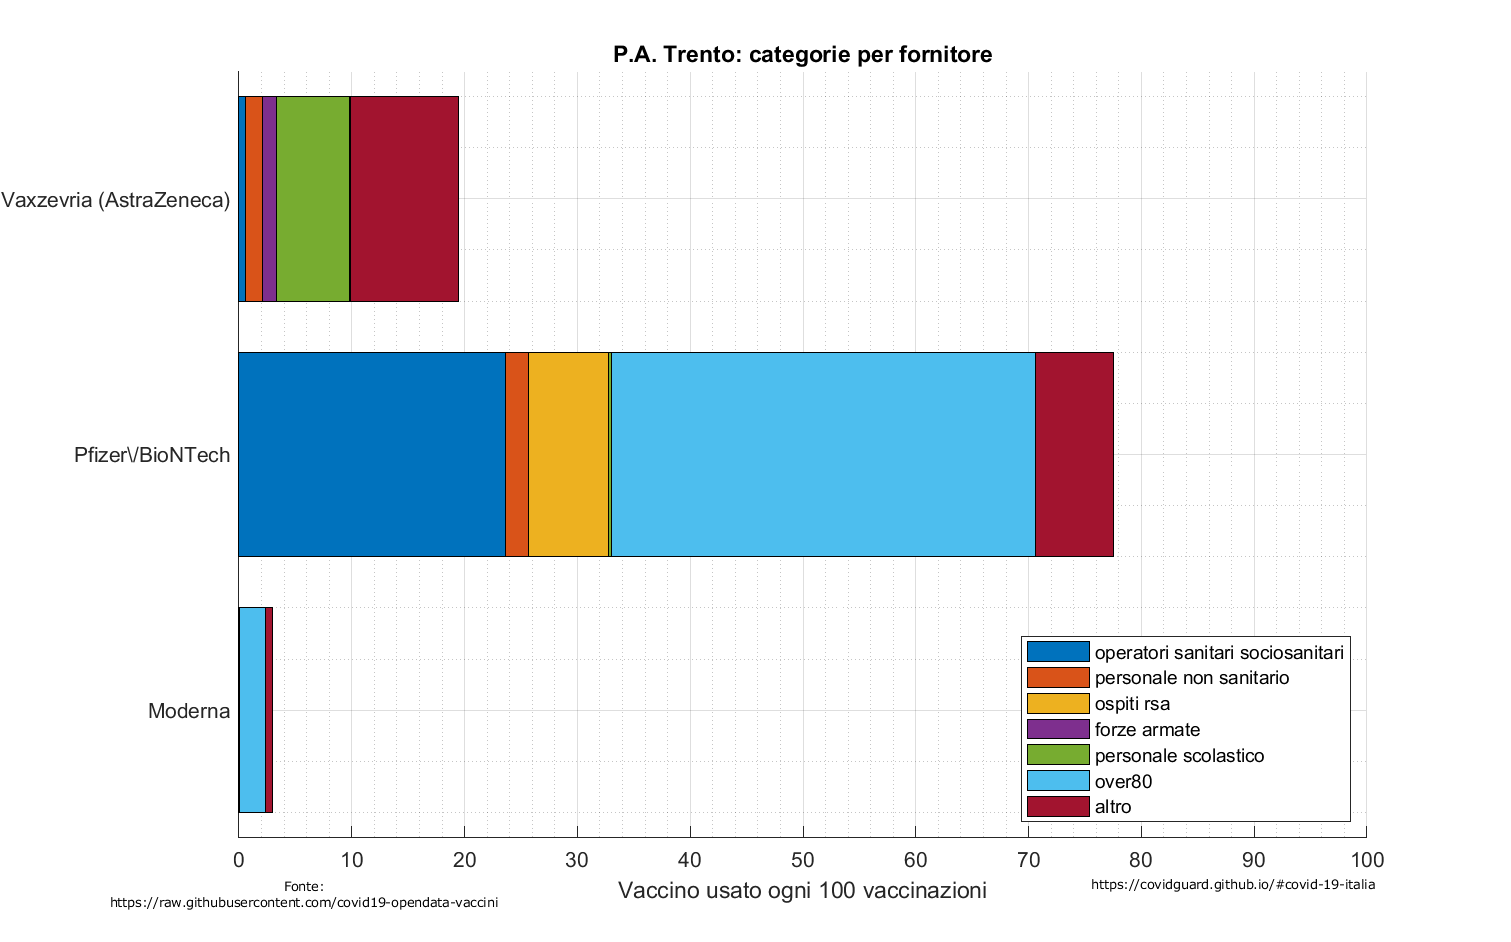 P.A. Trento: categorie per fornitore
Vaxzevria (AstraZeneca)
Pfizer\/BioNTech
Moderna
operatori sanitari sociosanitari
personale non sanitario
ospiti rsa
forze armate
personale scolastico
over80
altro
0 10 20 30 40 50 60 70 80 90 100
Vaccino usato ogni 100 vaccinazioni
Fonte:
https://raw.githubusercontent.com/covid19-opendata-vaccini
https://covidguard.github.io/#covid-19-italia